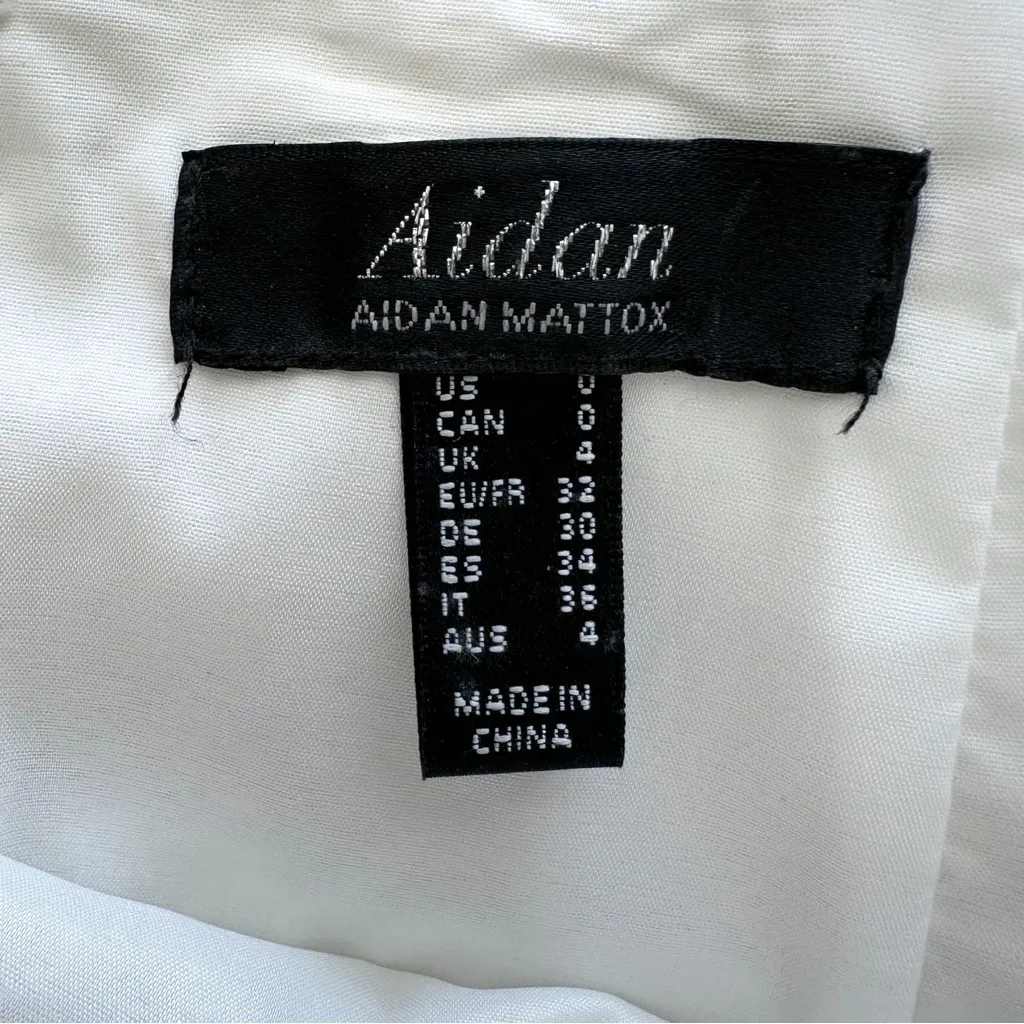 Aidan
AIDAN MATTOX
US 0
CAN 0
UK 4
EU/FR 32
DE 30
ES 34
IT 36
AUS 4
MADE IN
CHINA